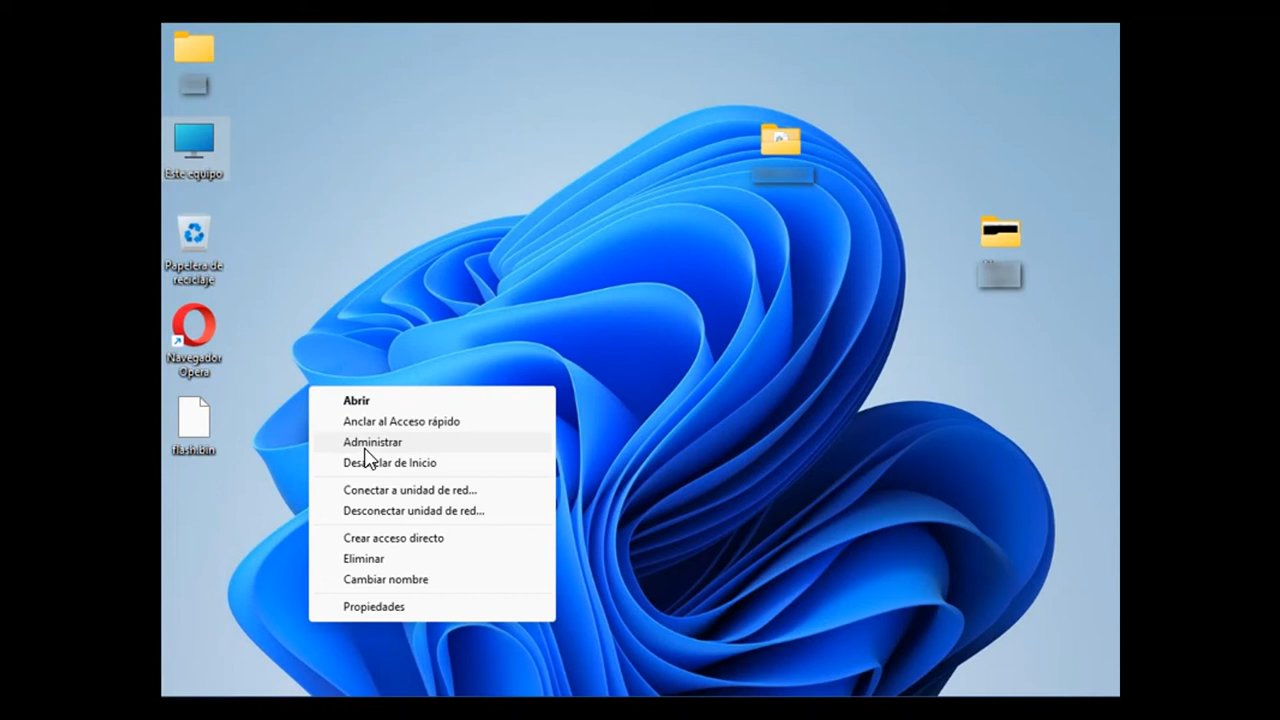 Este equipo
Papelera de
reciclaje
Navegador
Opera
flash.bin
Abrir
Anclar al Acceso rápido
Administrar
Desanclar de Inicio
Conectar a unidad de red...
Desconectar unidad de red...
Crear acceso directo
Eliminar
Cambiar nombre
Propiedades